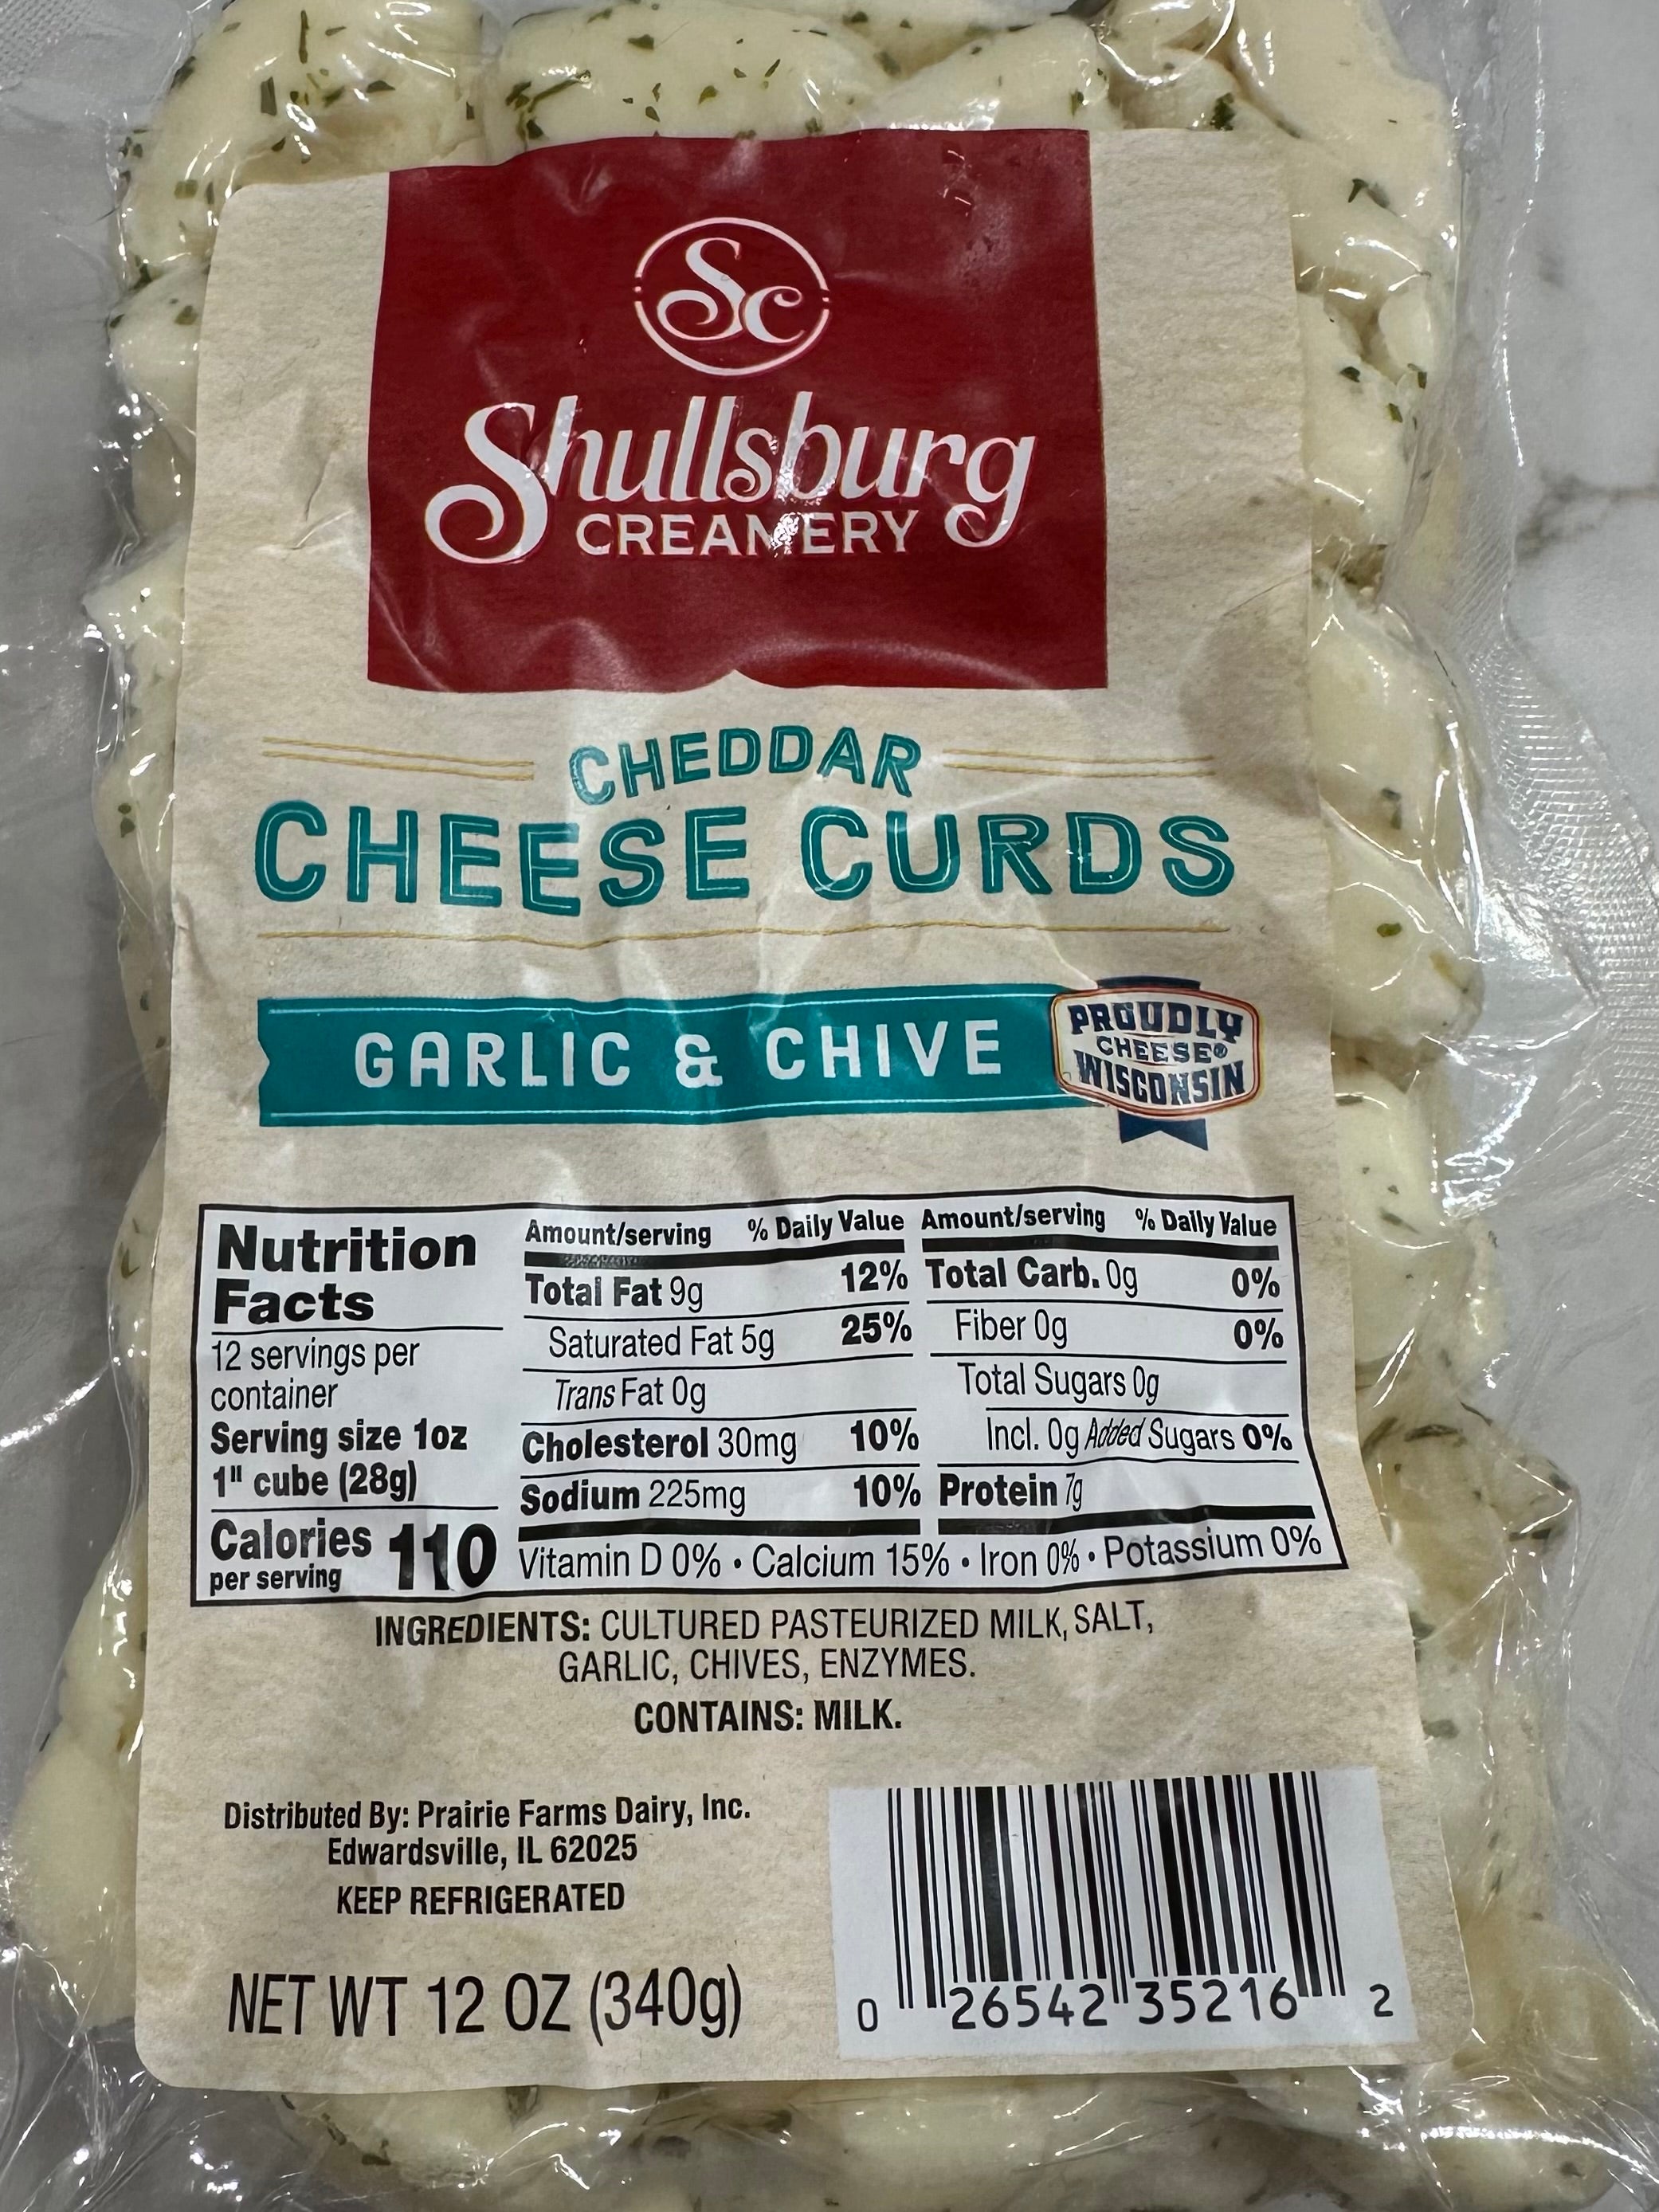 Sc
Shullsburg
CREAMERY
CHEDDAR
CHEESE CURDS
GARLIC & CHIVE
PROUDLY
WISCONSIN
CHEESE®
Nutrition
Facts
12 servings per
container
Serving size 1oz
1" cube (28g)
Calories 110
per serving
Amount/serving % Daily Value
Total Fat 9g 12%
Saturated Fat 5g 25%
Trans Fat 0g
Cholesterol 30mg 10%
Sodium 225mg 10%
Amount/serving % Daily Value
Total Carb. 0g 0%
Fiber 0g 0%
Total Sugars 0g
Incl. 0g Added Sugars 0%
Protein 7g
Vitamin D 0% • Calcium 15% • Iron 0% • Potassium 0%
INGREDIENTS: CULTURED PASTEURIZED MILK, SALT,
GARLIC, CHIVES, ENZYMES.
CONTAINS: MILK.
Distributed By: Prairie Farms Dairy, Inc.
Edwardsville, IL 62025
KEEP REFRIGERATED
NET WT 12 OZ (340g)
0 26542 35216 2